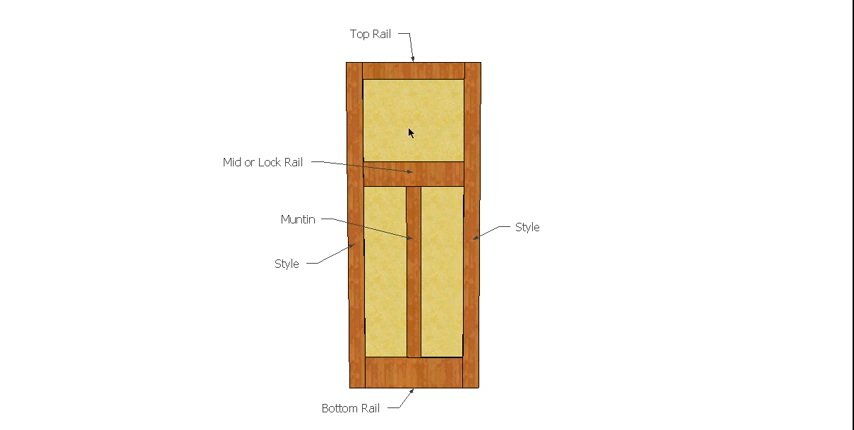 Top Rail
Mid or Lock Rail
Muntin
Style
Style
Bottom Rail